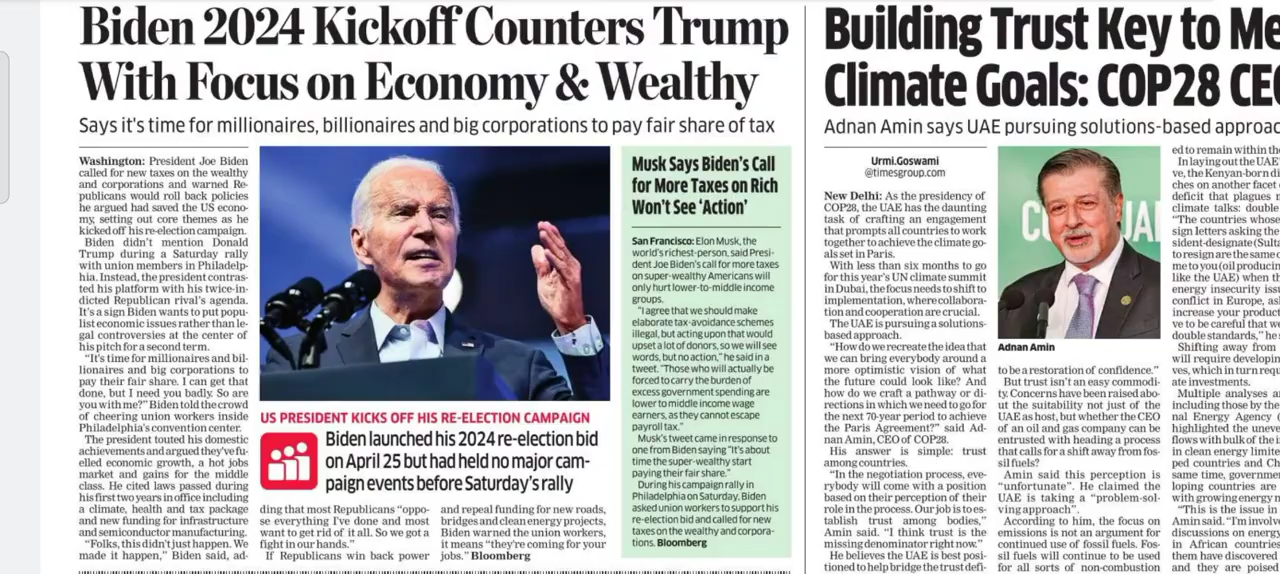 Biden 2024 Kickoff Counters Trump
With Focus on Economy & Wealthy
Says it's time for millionaires, billionaires and big corporations to pay fair share of tax
Washington: President Joe Biden
called for new taxes on the wealthy
and corporations and warned Re-
publicans would roll back policies
he argued had saved the US econo-
my, setting out core themes as he
kicked off his re-election campaign.
Biden didn't mention Donald
Trump during a Saturday rally
with union members in Philadelp-
hia. Instead, the president contras-
ted his platform with his twice-in-
dicted Republican rival's agenda.
It's a sign Biden wants to put popu-
list economic issues rather than le-
gal controversies at the center of
his pitch for a second term.
"It's time for millionaires and bil-
lionaires and big corporations to
pay their fair share. I can get that
done, but I need you badly. So are
you with me?" Biden told the crowd
of cheering union workers inside
Philadelphia's convention center.
The president touted his domestic
achievements and argued they've fu-
elled economic growth, a hot jobs
market and gains for the middle
class. He cited laws passed during
his first two years in office including
a climate, health and tax package
and new funding for infrastructure
and semiconductor manufacturing.
"Folks, this didn't just happen. We
made it happen," Biden said, ad-
US PRESIDENT KICKS OFF HIS RE-ELECTION CAMPAIGN
Biden launched his 2024 re-election bid
on April 25 but had held no major cam-
paign events before Saturday's rally
ding that most Republicans "oppo-
se everything I've done and most
want to get rid of it all. So we got a
fight in our hands."
If Republicans win back power
and repeal funding for new roads,
bridges and clean energy projects,
Biden warned the union workers,
it means "they're coming for your
jobs." Bloomberg
Musk Says Biden's Call
for More Taxes on Rich
Won't See 'Action'
San Francisco: Elon Musk, the
world's richest-person, said Presi-
dent Joe Biden's call for more taxes
on super-wealthy Americans will
only hurt lower-to-middle income
groups.
"I agree that we should make
elaborate tax-avoidance schemes
illegal, but acting upon that would
upset a lot of donors, so we will see
words, but no action," he said in a
tweet. "Those who will actually be
forced to carry the burden of
excess government spending are
lower to middle income wage
earners, as they cannot escape
payroll tax."
Musk's tweet came in response to
one from Biden saying "It's about
time the super-wealthy start
paying their fair share."
During his campaign rally in
Philadelphia on Saturday, Biden
asked union workers to support his
re-election bid and called for new
taxes on the wealthy and corpora-
tions. Bloomberg
Building Trust Key to Me
Climate Goals: COP28 CE
Adnan Amin says UAE pursuing solutions-based approac
Urmi.Goswami
@timesgroup.com
New Delhi: As the presidency of
COP28, the UAE has the daunting
task of crafting an engagement
that prompts all countries to work
together to achieve the climate go-
als set in Paris.
With less than six months to go
for this year's UN climate summit
in Dubai, the focus needs to shift to
implementation, where collabora-
tion and cooperation are crucial.
The UAE is pursuing a solutions-
based approach.
"How do we recreate the idea that
we can bring everybody around a
more optimistic vision of what
the future could look like? And
how do we craft a pathway or di-
rections in which we need to go for
the next 70-year period to achieve
the Paris Agreement?" said Ad-
nan Amin, CEO of COP28.
His answer is simple: trust
among countries.
"In the negotiation process, eve-
rybody will come with a position
based on their perception of their
role in the process. Our job is to es-
tablish trust among bodies,"
Amin said. "I think trust is the
missing denominator right now."
He believes the UAE is best posi-
tioned to help bridge the trust defi-
Adnan Amin
to be a restoration of confidence."
But trust isn't an easy commodi-
ty. Concerns have been raised abo-
ut the suitability not just of the
UAE as host, but whether the CEO
of an oil and gas company can be
entrusted with heading a process
that calls for a shift away from fos-
sil fuels?
Amin said this perception is
"unfortunate". He claimed the
UAE is taking a "problem-sol-
ving approach".
According to him, the focus on
emissions is not an argument for
continued use of fossil fuels. Fos-
sil fuels will continue to be used
for all sorts of non-combustion
ed to remain within the
In laying out the UAE'
ve, the Kenyan-born di
ches on another facet
deficit that plagues
climate talks: double
"The countries whose
sign letters asking the
sident-designate (Sult
to resign are the same
me to you (oil producin
like the UAE) when th
energy insecurity issu
conflict in Europe, as
increase your product
ve to be careful that w
double standards," he
Shifting away from
will require developin
ves, which in turn requ
ate investments.
Multiple analyses
including those by the
nal Energy Agency
highlighted the uneve
flows with bulk of the i
in clean energy limite
ped countries and Ch
same time, governme
loping countries are
with growing energy
"This is the issue in
Amin said. "I'm involv
discussions on energy
in African countries
them have discovered
and they are poised